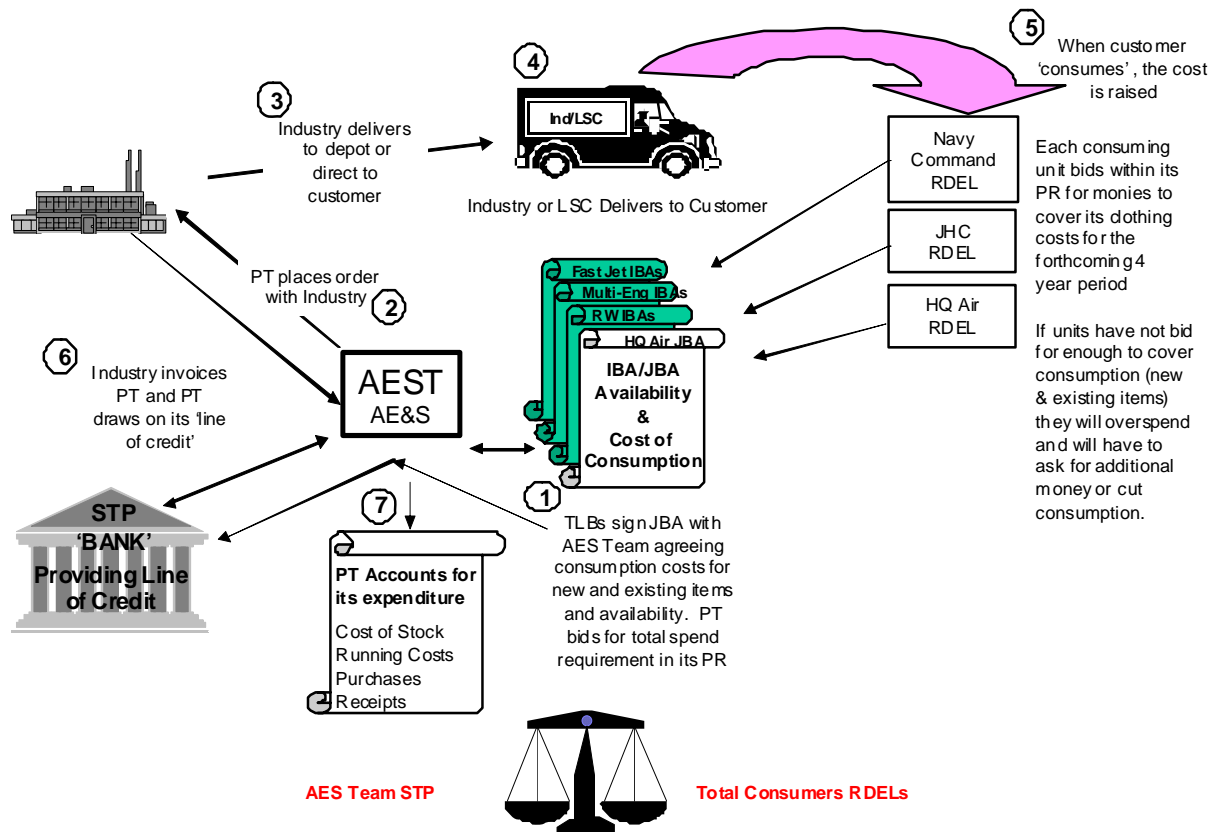 5
When customer
‘consumes’ , the cost
is raised
4
3
Industry delivers
to depot or
direct to
customer
Ind/LSC
Industry or LSC Delivers to Customer
Navy
Command
RDEL
JHC
RDEL
HQ Air
RDEL
Each consuming
unit bids within its
PR for monies to
cover its clothing
costs for the
forthcoming 4
year period
If units have not bid
for enough to cover
consumption (new
& existing items)
they will overspend
and will have to
ask for additional
money or cut
consumption.
PT places order
with Industry
2
Fast Jet IBAs
Multi-Eng IBAs
RW IBAs
HQ Air JBA
IBA/JBA
Availability
&
Cost of
Consumption
6
Industry invoices
PT and PT
draws on its ‘line
of credit’
AEST
AE&S
STP
‘BANK’
Providing Line
of Credit
7
PT Accounts for
its expenditure
Cost of Stock
Running Costs
Purchases
Receipts
1
TLBs sign JBA with
AES Team agreeing
consumption costs for
new and existing items
and availability. PT
bids for total spend
requirement in its PR
AES Team STP
Total Consumers RDELs